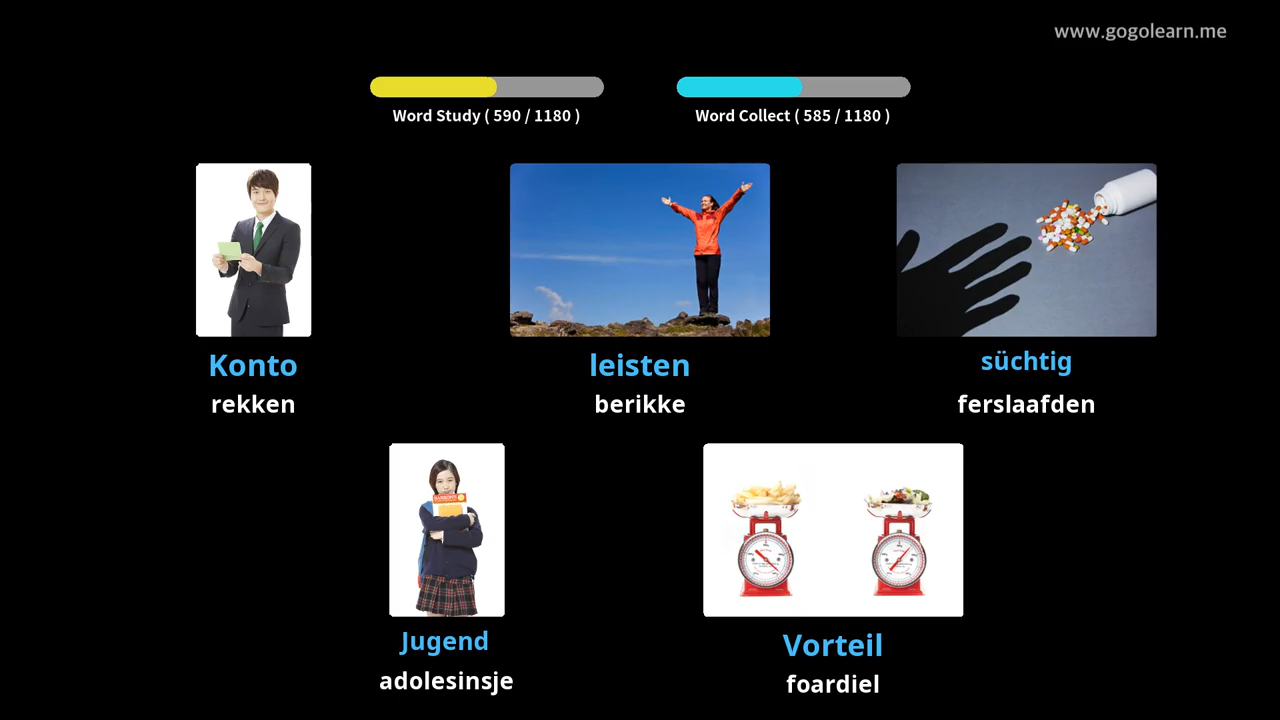 www.gogolearn.me
Word Study ( 590 / 1180 )
Word Collect ( 585 / 1180 )
Konto
rekken
leisten
berikke
süchtig
ferslaafden
Jugend
adolesinsje
Vorteil
foardiel